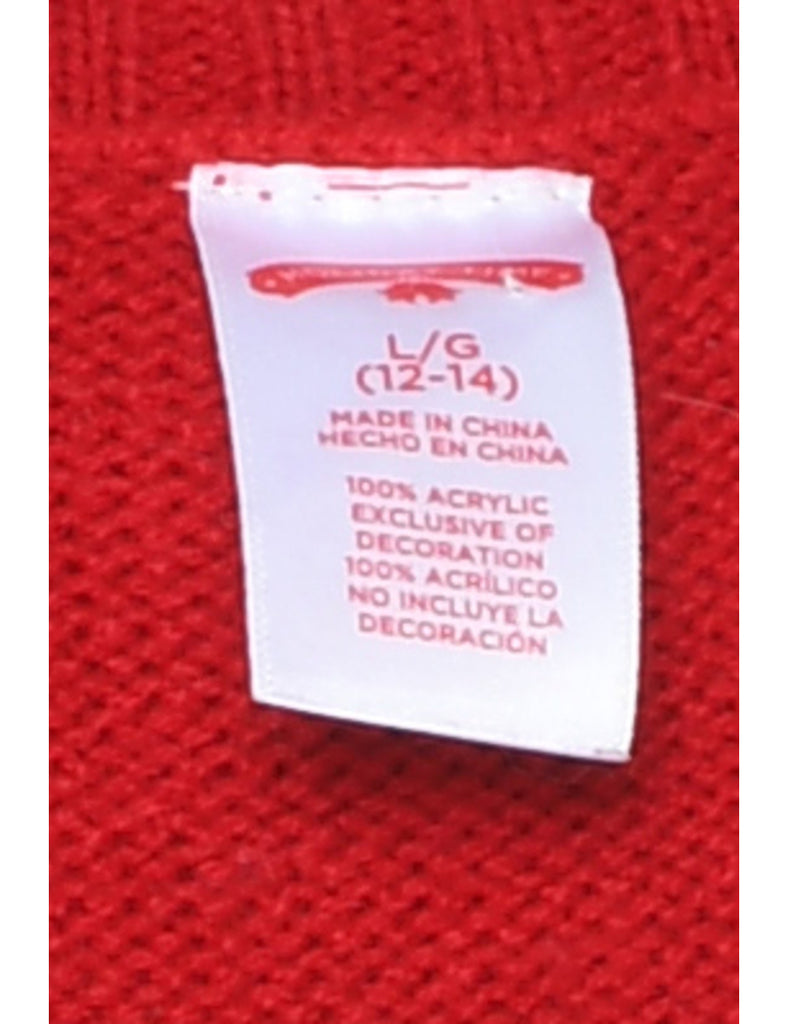 L/G
(12-14)
MADE IN CHINA
HECHO EN CHINA
100% ACRYLIC
EXCLUSIVE OF
DECORATION
100% ACRÍLICO
NO INCLUYE LA
DECORACIÓN